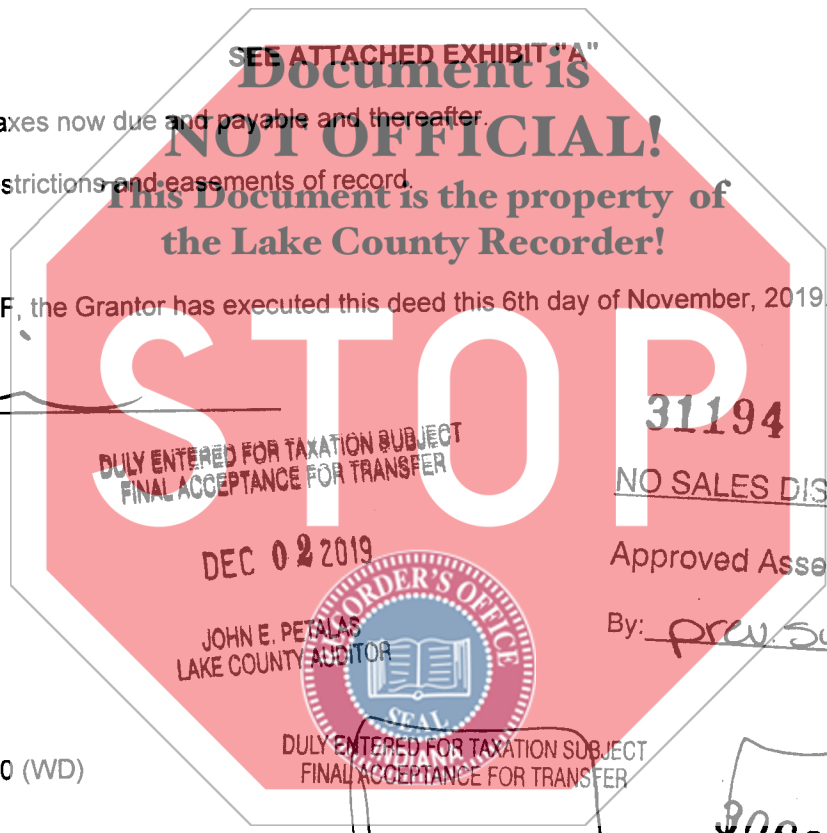 SEE ATTACHED EXHIBIT "A"
Document is
axes now due and payable and thereafter.
NOT OFFICIAL!
strictions and easements of record.
This Document is the property of
the Lake County Recorder!
F, the Grantor has executed this deed this 6th day of November, 2019.
STOP
31194
DULY ENTERED FOR TAXATION SUBJECT
FINAL ACCEPTANCE FOR TRANSFER
NO SALES DIS
DEC 02 2019
Approved Asse
JOHN E. PETALAS
LAKE COUNTY AUDITOR
By: prev. su
RECORDER'S OFFICE
SEAL
INDIANA
DULY ENTERED FOR TAXATION SUBJECT
FINAL ACCEPTANCE FOR TRANSFER
0 (WD)